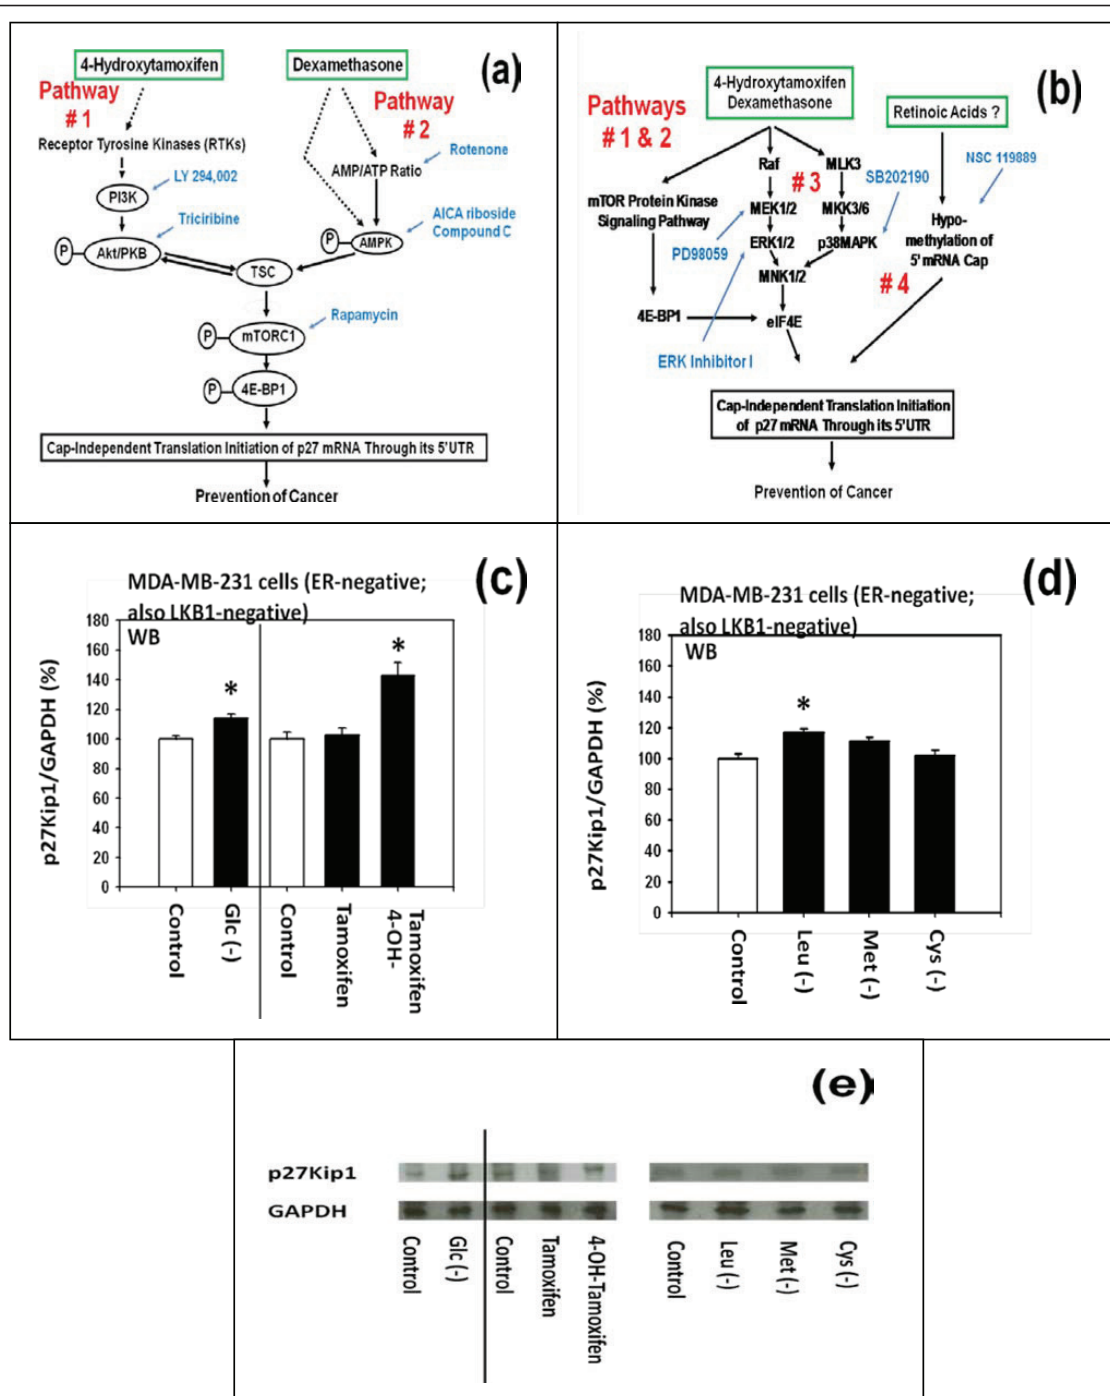 (a)
4-Hydroxytamoxifen
Dexamethasone
Pathway
# 1
Pathway
# 2
Receptor Tyrosine Kinases (RTKs)
Rotenone
AMP/ATP Ratio
LY 294,002
PI3K
Triciribine
AICA riboside
Compound C
P
AMPK
P
Akt/PKB
TSC
Rapamycin
P
mTORC1
P
4E-BP1
Cap-Independent Translation Initiation of p27 mRNA Through its 5'UTR
Prevention of Cancer
(b)
4-Hydroxytamoxifen
Dexamethasone
Retinoic Acids ?
Pathways
# 1 & 2
Raf
MLK3
# 3
SB202190
NSC 119889
mTOR Protein Kinase
Signaling Pathway
MEK1/2
MKK3/6
Hypo-
methylation of
5' mRNA Cap
PD98059
ERK1/2
p38MAPK
MNK1/2
# 4
4E-BP1
eIF4E
ERK Inhibitor I
Cap-Independent Translation Initiation
of p27 mRNA Through its 5'UTR
Prevention of Cancer
(c)
MDA-MB-231 cells (ER-negative;
also LKB1-negative)
WB
p27Kip1/GAPDH (%)
180
160
140
120
100
80
60
40
20
0
*
*
Control
Glc (-)
Control
Tamoxifen
Tamoxifen
4-OH-
(d)
MDA-MB-231 cells (ER-negative;
also LKB1-negative)
WB
p27Kip1/GAPDH (%)
180
160
140
120
100
80
60
40
20
0
*
Control
Leu (-)
Met (-)
Cys (-)
(e)
p27Kip1
GAPDH
Control
Glc (-)
Control
Tamoxifen
4-OH-Tamoxifen
Control
Leu (-)
Met (-)
Cys (-)